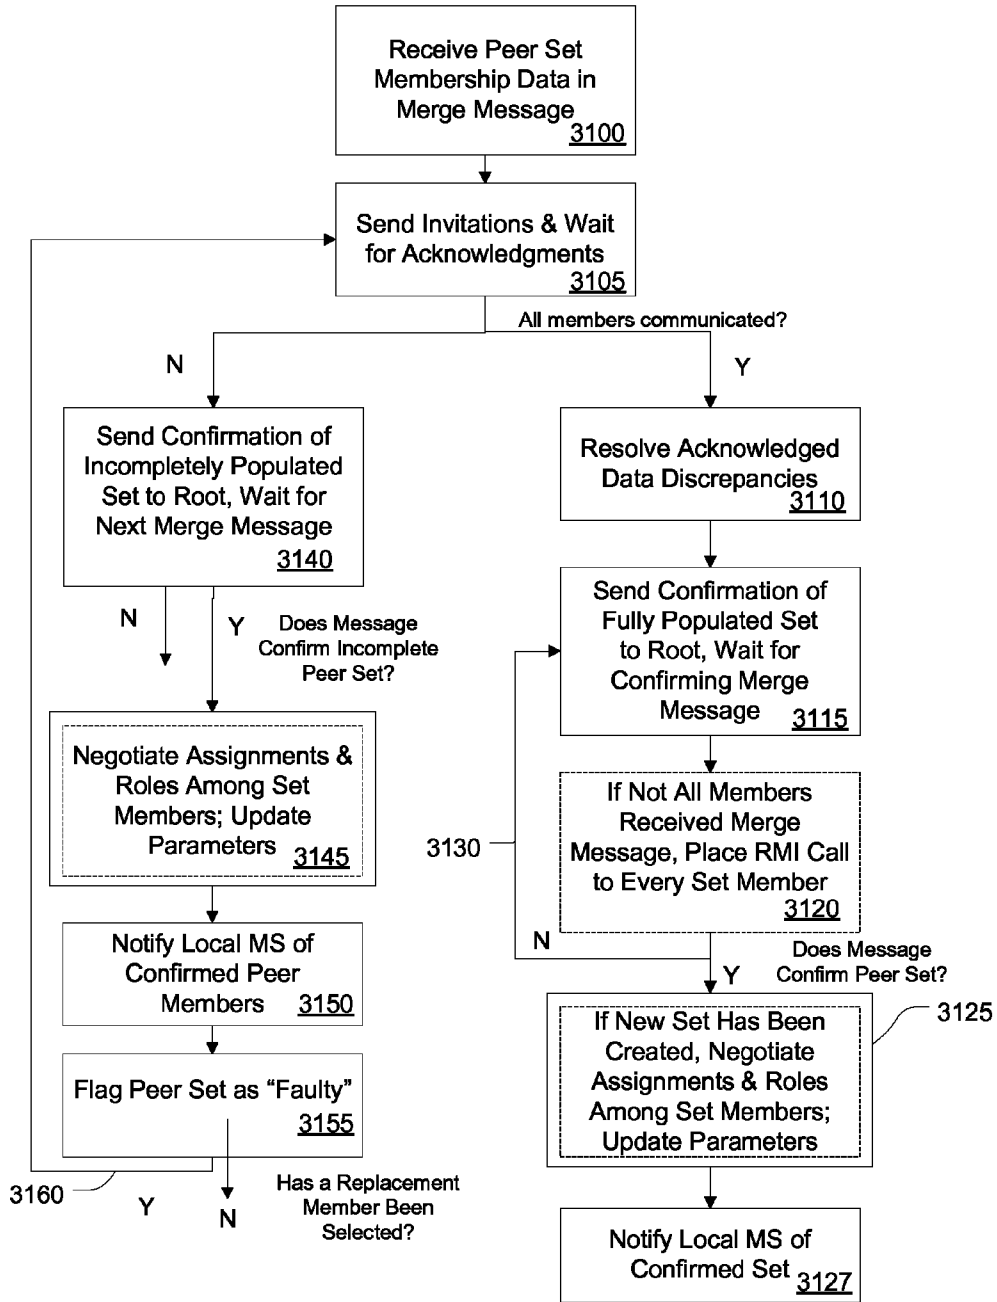 Receive Peer Set
Membership Data in
Merge Message
3100
Send Invitations & Wait
for Acknowledgments
3105
All members communicated?
N
Y
Send Confirmation of
Incompletely Populated
Set to Root, Wait for
Next Merge Message
3140
N
Y
Does Message
Confirm Incomplete
Peer Set?
Negotiate Assignments &
Roles Among Set
Members; Update
Parameters
3145
Notify Local MS of
Confirmed Peer
Members
3150
Flag Peer Set as “Faulty”
3155
3160
Y
N
Has a Replacement
Member Been
Selected?
Resolve Acknowledged
Data Discrepancies
3110
Send Confirmation of
Fully Populated Set
to Root, Wait for
Confirming Merge
Message
3115
3130
If Not All Members
Received Merge
Message, Place RMI Call
to Every Set Member
3120
N
Y
Does Message
Confirm Peer Set?
3125
If New Set Has Been
Created, Negotiate
Assignments & Roles
Among Set Members;
Update Parameters
Notify Local MS of
Confirmed Set
3127